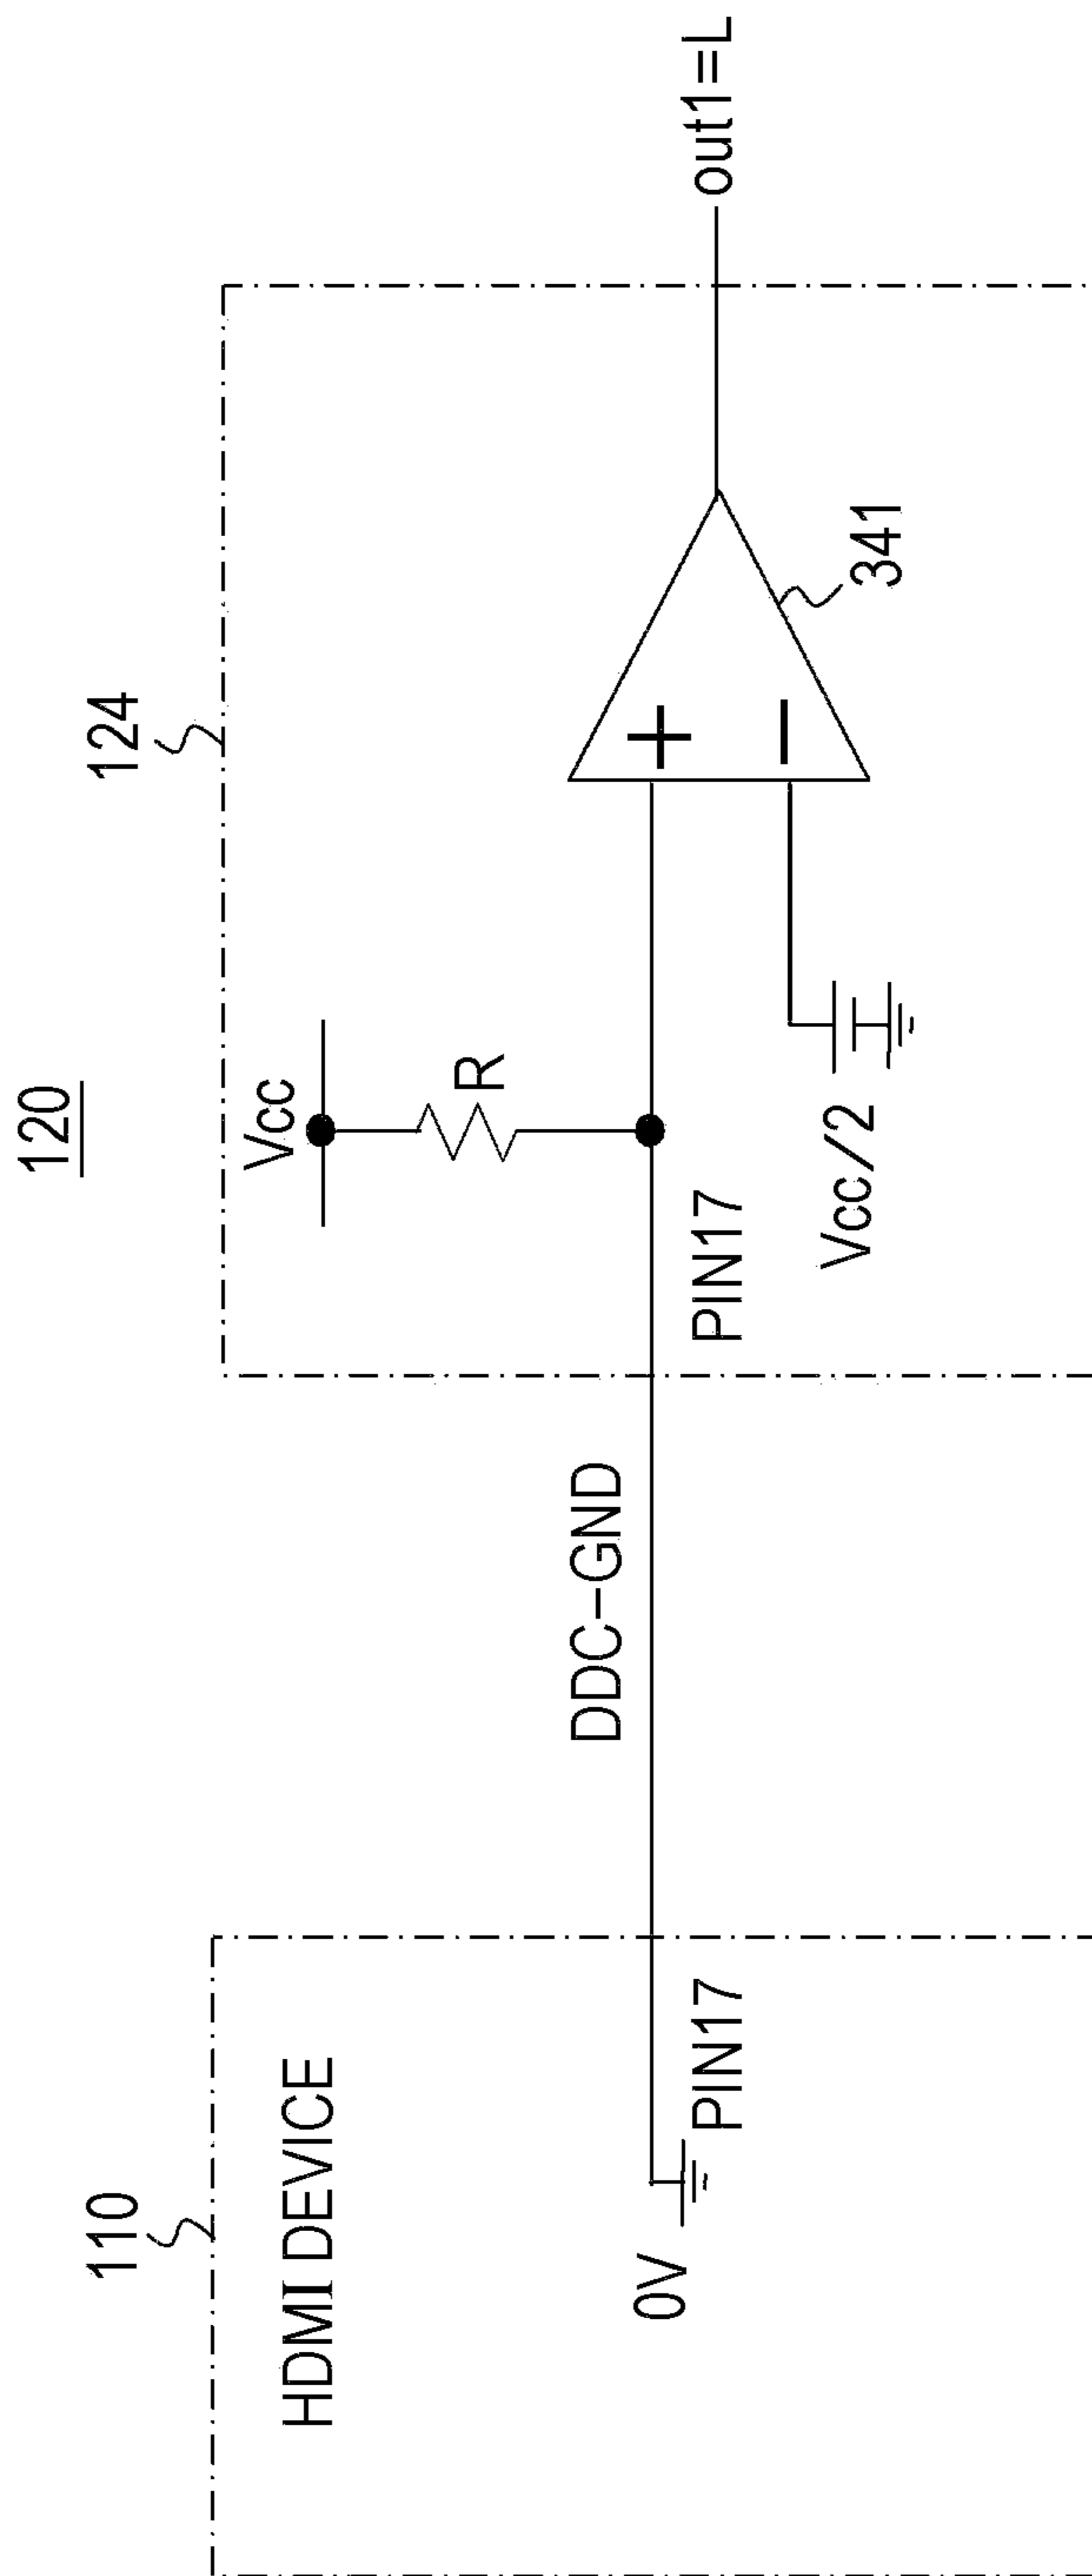 120
110
124
HDMI DEVICE
Vcc
R
DDC-GND
0V
PIN17
PIN17
+
−
out1=L
Vcc/2
341